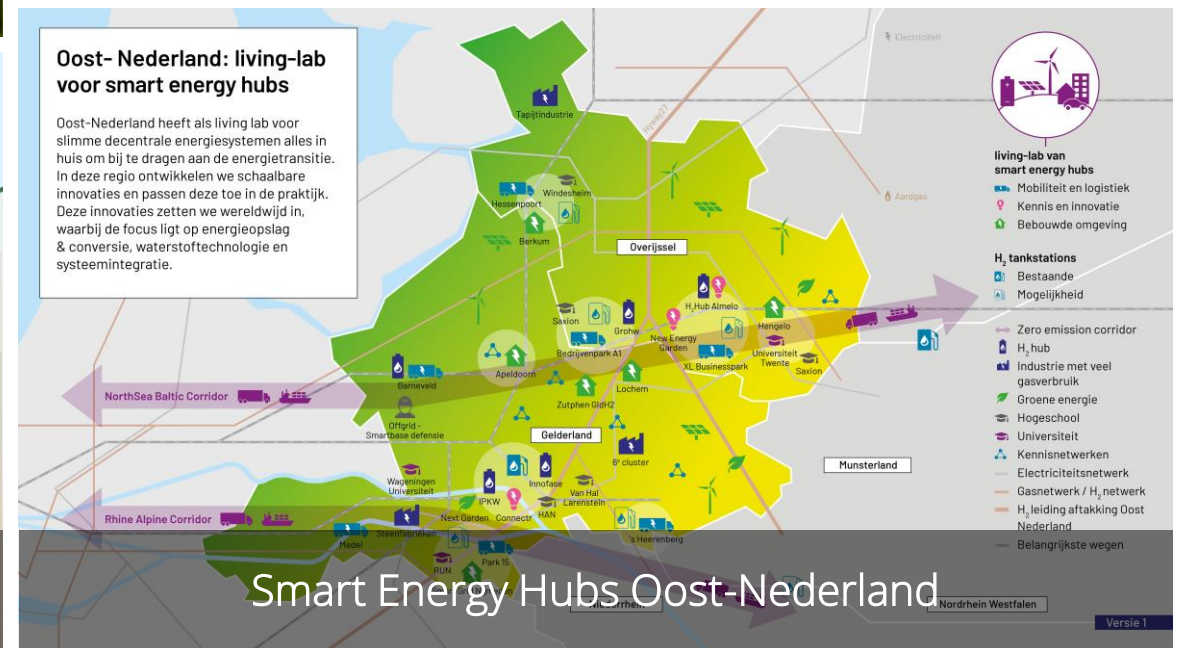 Oost- Nederland: living-lab
voor smart energy hubs
Oost-Nederland heeft als living lab voor
slimme decentrale energiesystemen alles in
huis om bij te dragen aan de energietransitie.
In deze regio ontwikkelen we schaalbare
innovaties en passen deze toe in de praktijk.
Deze innovaties zetten we wereldwijd in,
waarbij de focus ligt op energieopslag
& conversie, waterstoftechnologie en
systeemintegratie.
Electriciteit
Hyway27
Aardgas
Tapijtindustrie
Windesheim
Hessenpoort
Berkum
Overijssel
H2Hub Almelo
Saxion
Grohw
New Energy
Garden
Hengelo
Bedrijvenpark A1
XL Businesspark
Universiteit
Twente
Saxion
Apeldoorn
Barneveld
Lochem
Zutphen GldH2
NorthSea Baltic Corridor
Offgrid -
Smartbase defensie
Gelderland
6e cluster
Munsterland
Wageningen
Universiteit
IPKW
Innofase
Van Hal
Larenstein
Next Garden
Connectr
HAN
Rhine Alpine Corridor
Steenfabrieken
Medel
's Heerenberg
Park 15
RUN
Niederrhein
Nordrhein Westfalen
living-lab van
smart energy hubs
Mobiliteit en logistiek
Kennis en innovatie
Bebouwde omgeving
H2 tankstations
Bestaande
Mogelijkheid
Zero emission corridor
H2 hub
Industrie met veel
gasverbruik
Groene energie
Hogeschool
Universiteit
Kennisnetwerken
Electriciteitsnetwerk
Gasnetwerk / H2 netwerk
H2 leiding aftakking Oost
Nederland
Belangrijkste wegen
Smart Energy Hubs Oost-Nederland
Versie 1